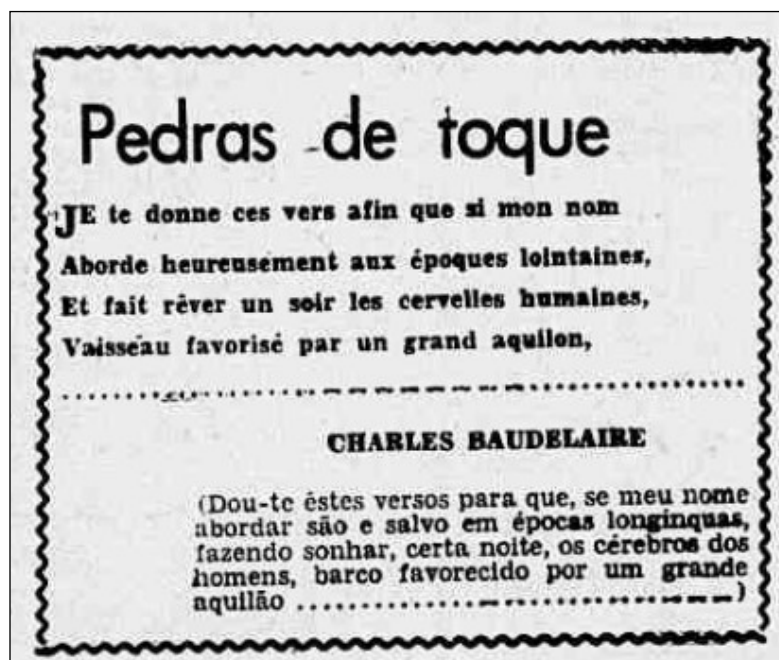 Pedras de toque
"JE te donne ces vers afin que si mon nom
Aborde heureusement aux époques lointaines,
Et fait rêver un soir les cervelles humaines,
Vaisseau favorisé par un grand aquilon,
CHARLES BAUDELAIRE
(Dou-te êstes versos para que, se meu nome
abordar são e salvo em épocas longinquas,
fazendo sonhar, certa noite, os cérebros dos
homens, barco favorecido por um grande
aquilão ........................................)